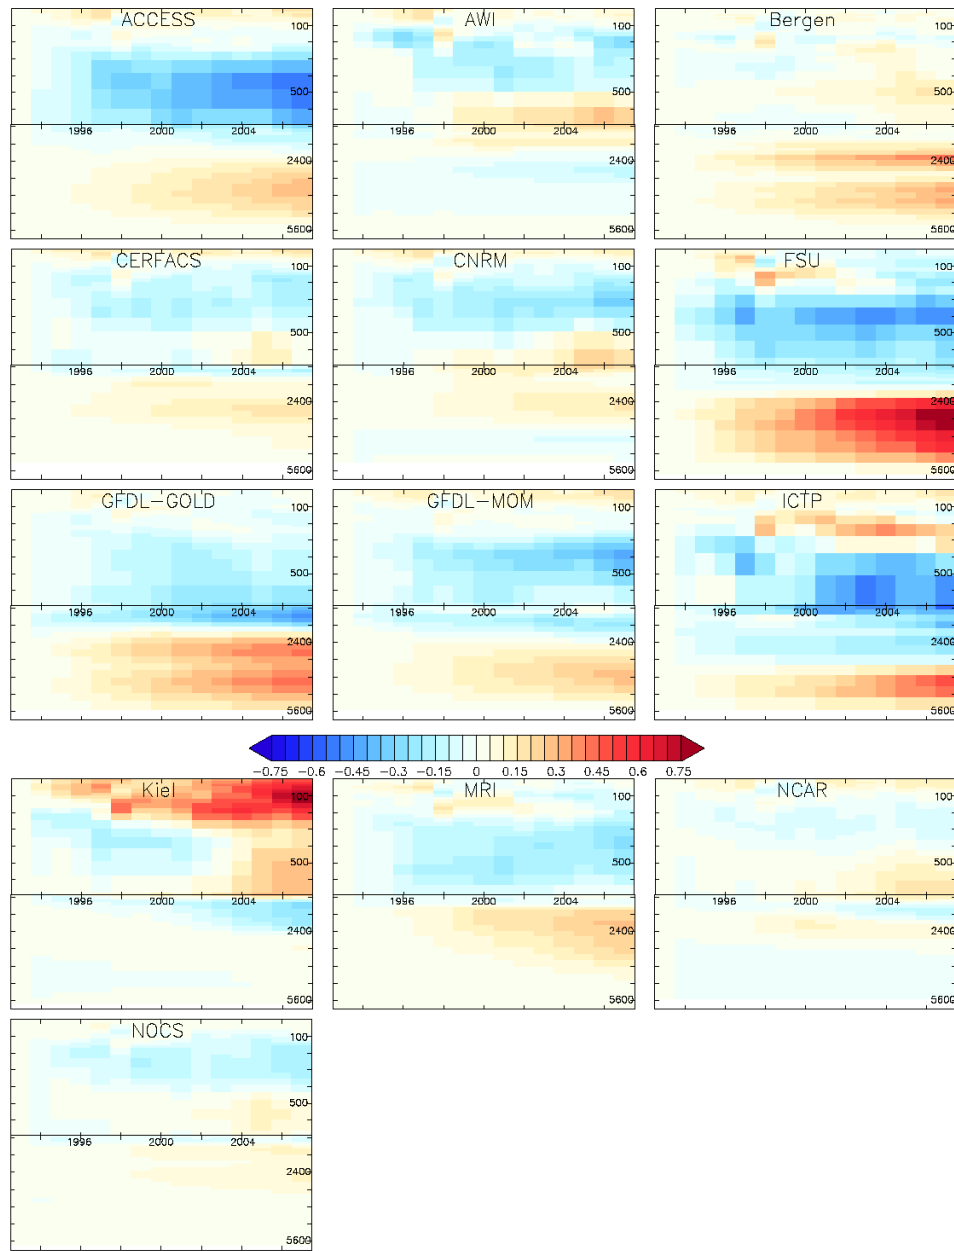 ACCESS AWI Bergen
100 100 100
500 500 500
1996 2000 2004 1996 2000 2004 1996 2000 2004
2400 2400 2400
5600 5600 5600
CERFACS CNRM FSU
100 100 100
500 500 500
1996 2000 2004 1996 2000 2004 1996 2000 2004
2400 2400 2400
5600 5600 5600
GFDL-GOLD GFDL-MOM ICTP
100 100 100
500 500 500
1996 2000 2004 1996 2000 2004 1996 2000 2004
2400 2400 2400
5600 5600 5600
-0.75 -0.6 -0.45 -0.3 -0.15 0 0.15 0.3 0.45 0.6 0.75
Kiel MRI NCAR
100 100 100
500 500 500
1996 2000 2004 1996 2000 2004 1996 2000 2004
2400 2400 2400
5600 5600 5600
NOCS
100
500
1996 2000 2004
2400
5600